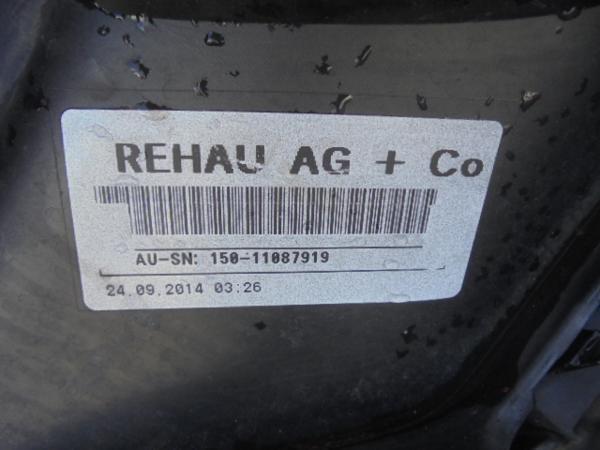 REHAU AG + Co
AU-SN: 150-11087919
24.09.2014 03:26